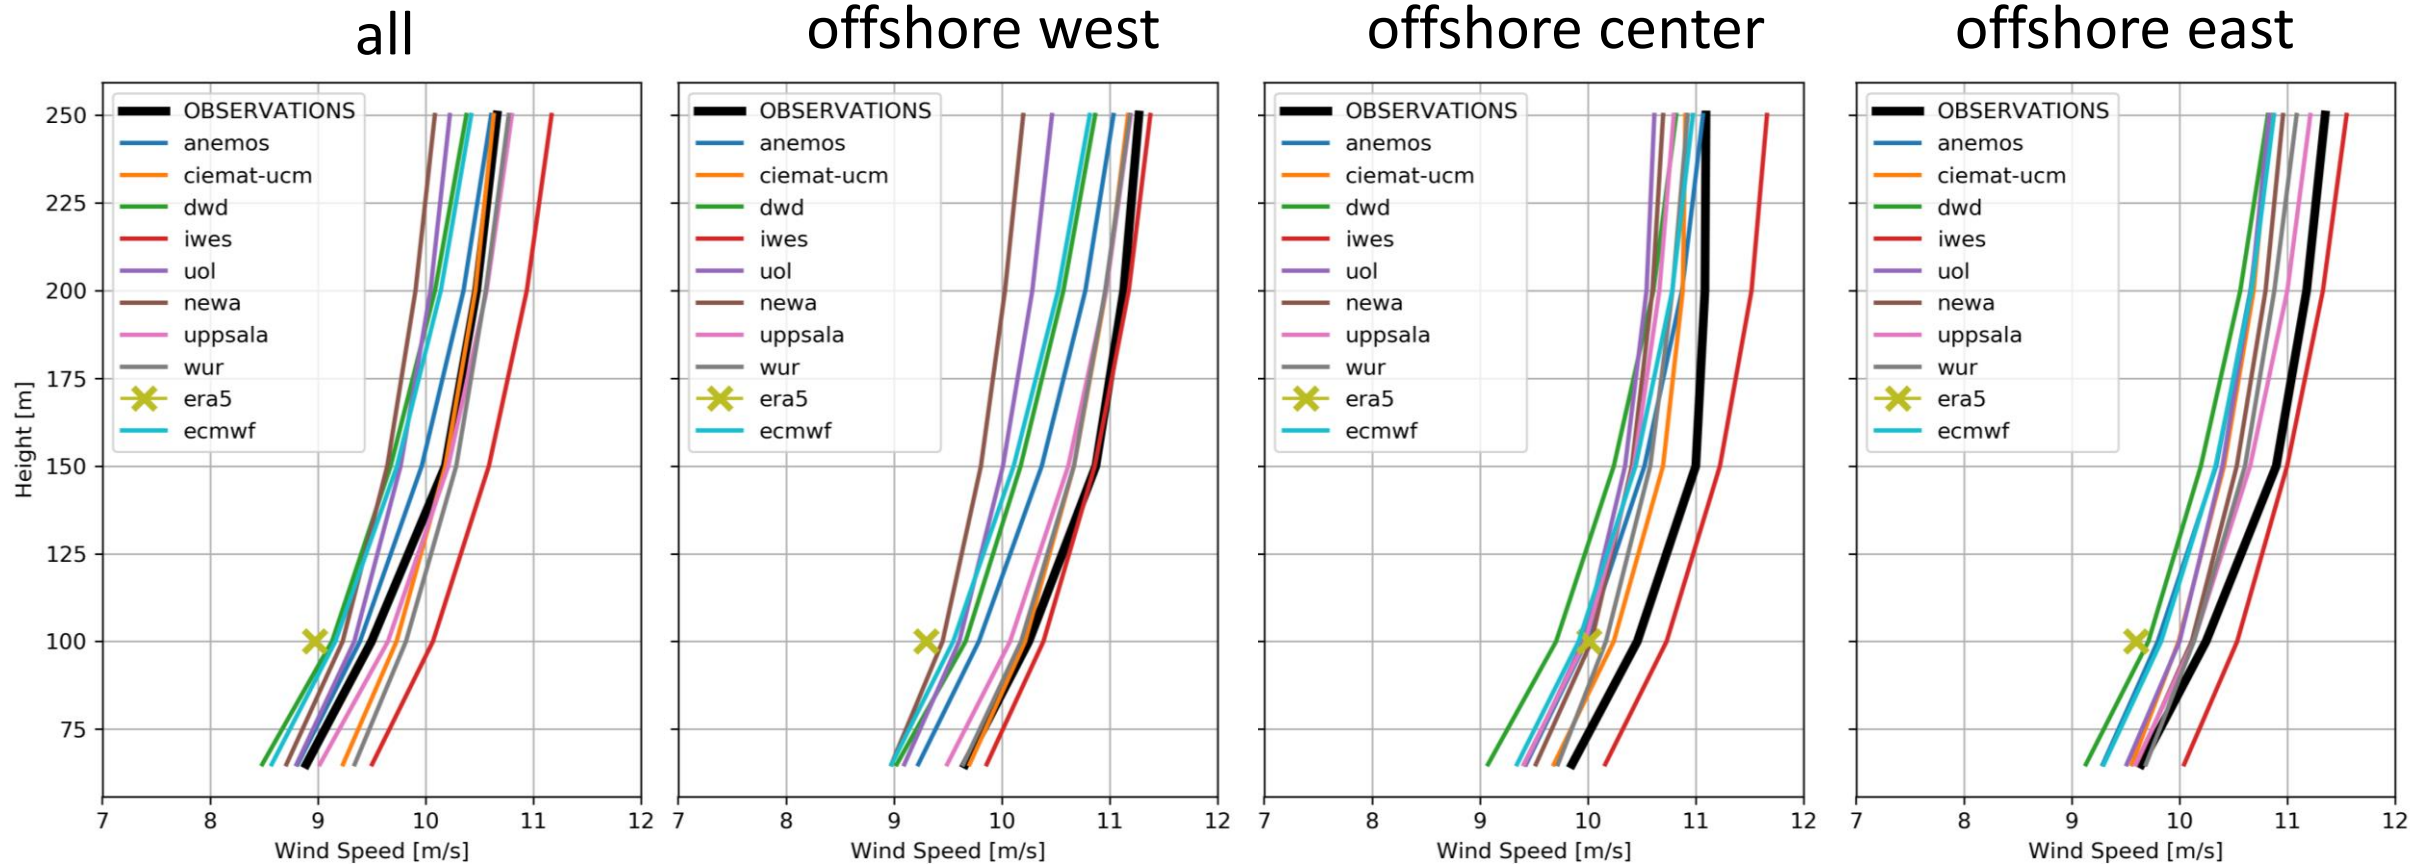 all
offshore west
offshore center
offshore east
Height [m]
250
225
200
175
150
125
100
75
OBSERVATIONS
anemos
ciemat-ucm
dwd
iwes
uol
newa
uppsala
wur
era5
ecmwf
7 8 9 10 11 12
Wind Speed [m/s]
OBSERVATIONS
anemos
ciemat-ucm
dwd
iwes
uol
newa
uppsala
wur
era5
ecmwf
7 8 9 10 11 12
Wind Speed [m/s]
OBSERVATIONS
anemos
ciemat-ucm
dwd
iwes
uol
newa
uppsala
wur
era5
ecmwf
7 8 9 10 11 12
Wind Speed [m/s]
OBSERVATIONS
anemos
ciemat-ucm
dwd
iwes
uol
newa
uppsala
wur
era5
ecmwf
7 8 9 10 11 12
Wind Speed [m/s]